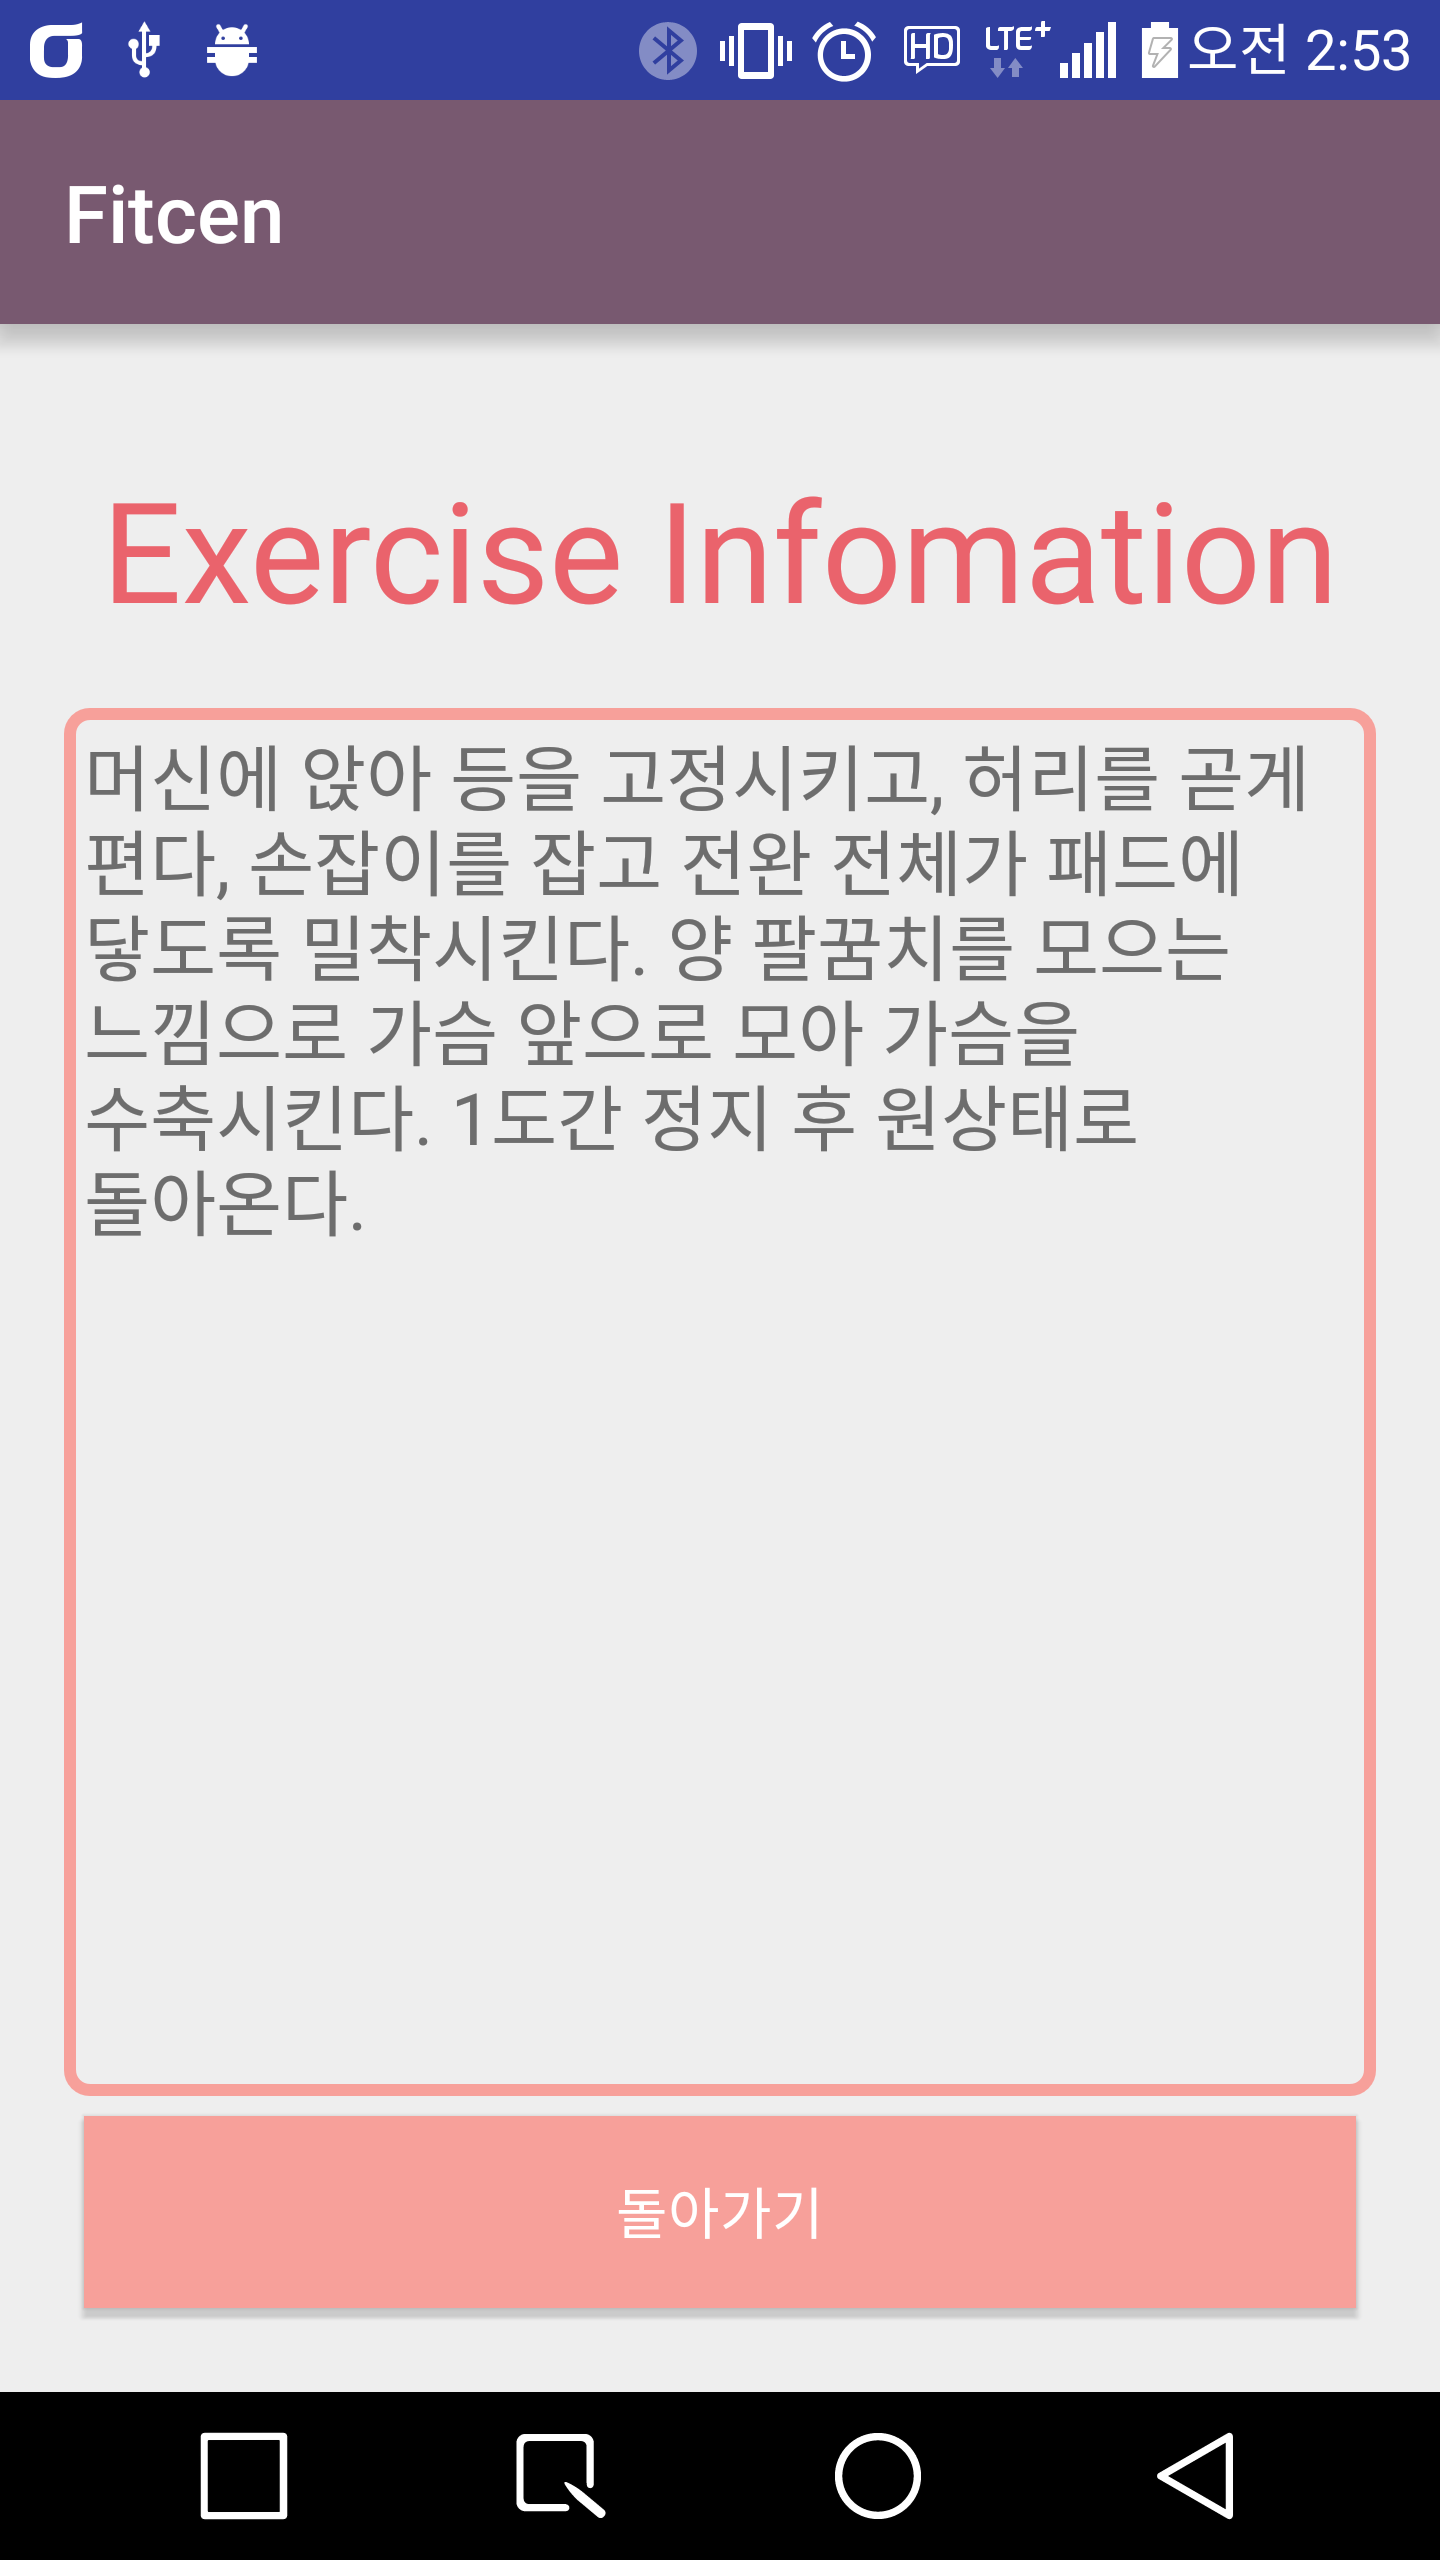 HD LTE+ 오전 2:53
Fitcen
Exercise Infomation
머신에 앉아 등을 고정시키고, 허리를 곧게
편다, 손잡이를 잡고 전완 전체가 패드에
닿도록 밀착시킨다. 양 팔꿈치를 모으는
느낌으로 가슴 앞으로 모아 가슴을
수축시킨다. 1도간 정지 후 원상태로
돌아온다.
돌아가기